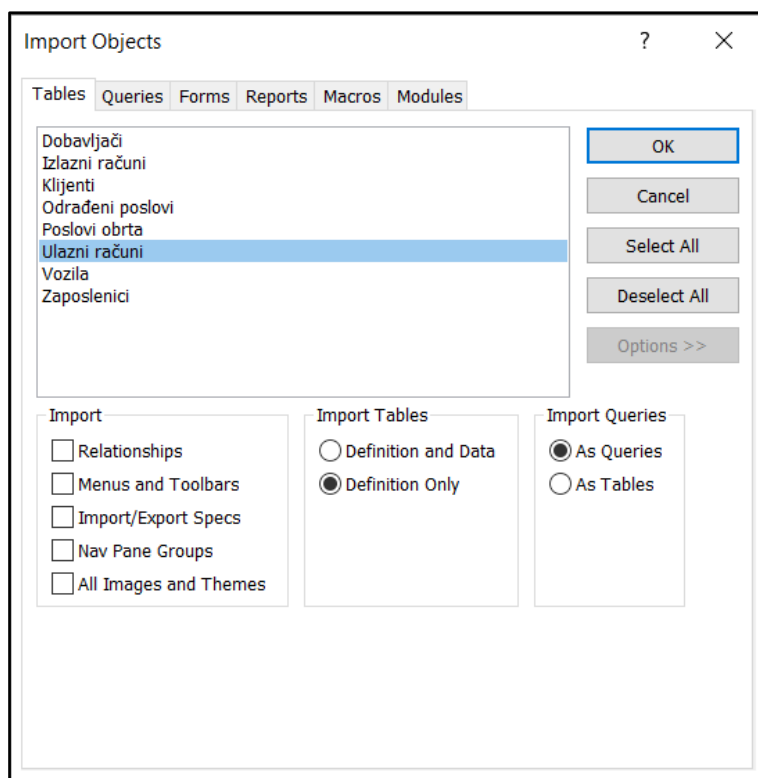 Import Objects
?
Tables Queries Forms Reports Macros Modules
Dobavljači
Izlazni računi
Klijenti
Odrađeni poslovi
Poslovi obrta
Ulazni računi
Vozila
Zaposlenici
OK
Cancel
Select All
Deselect All
Options >>
Import
Relationships
Menus and Toolbars
Import/Export Specs
Nav Pane Groups
All Images and Themes
Import Tables
Definition and Data
Definition Only
Import Queries
As Queries
As Tables